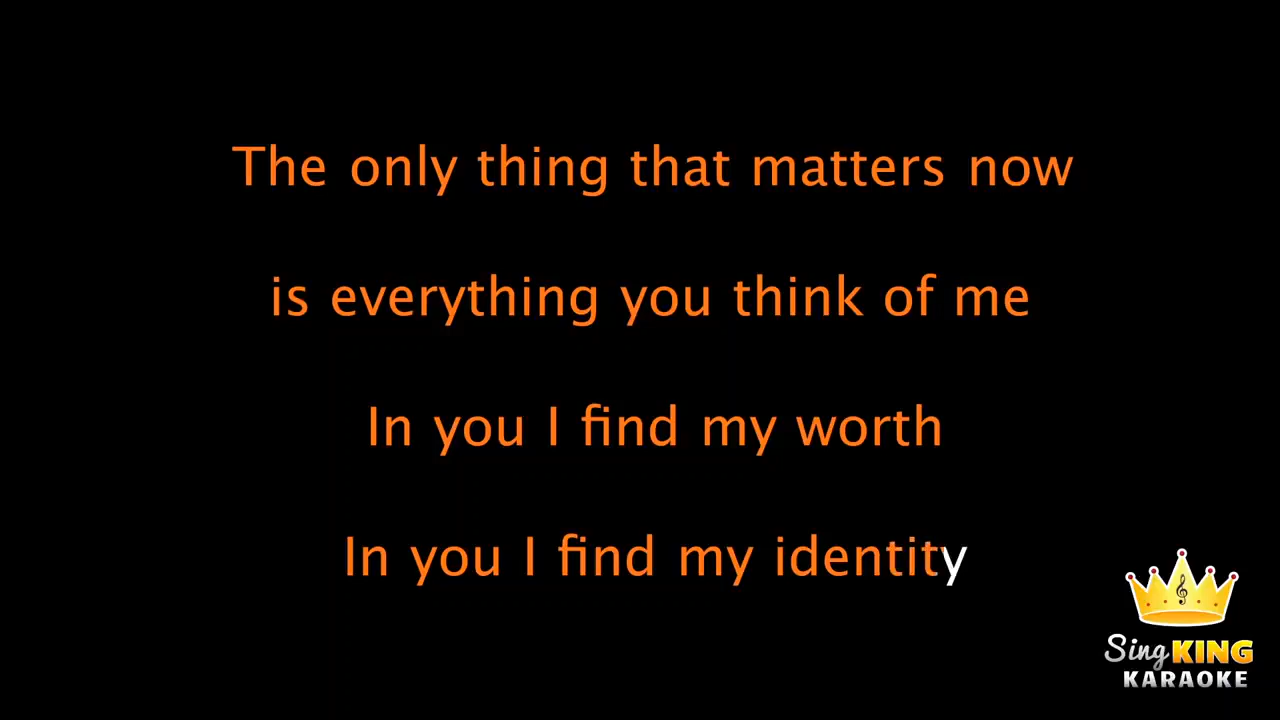 The only thing that matters now
is everything you think of me
In you I find my worth
In you I find my identity
Sing KING
KARAOKE